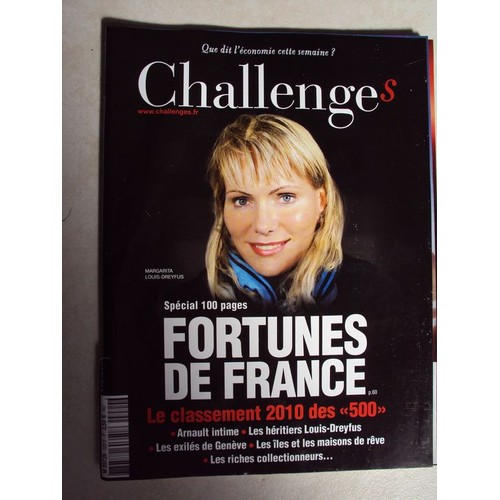 Que dit l'économie cette semaine ?
Challenges
www.challenges.fr
MARGARITA
LOUIS-DREYFUS
Spécial 100 pages
FORTUNES
DE FRANCE
p.60
Le classement 2010 des «500»
• Arnault intime • Les héritiers Louis-Dreyfus
• Les exilés de Genève • Les îles et les maisons de rêve
• Les riches collectionneurs...